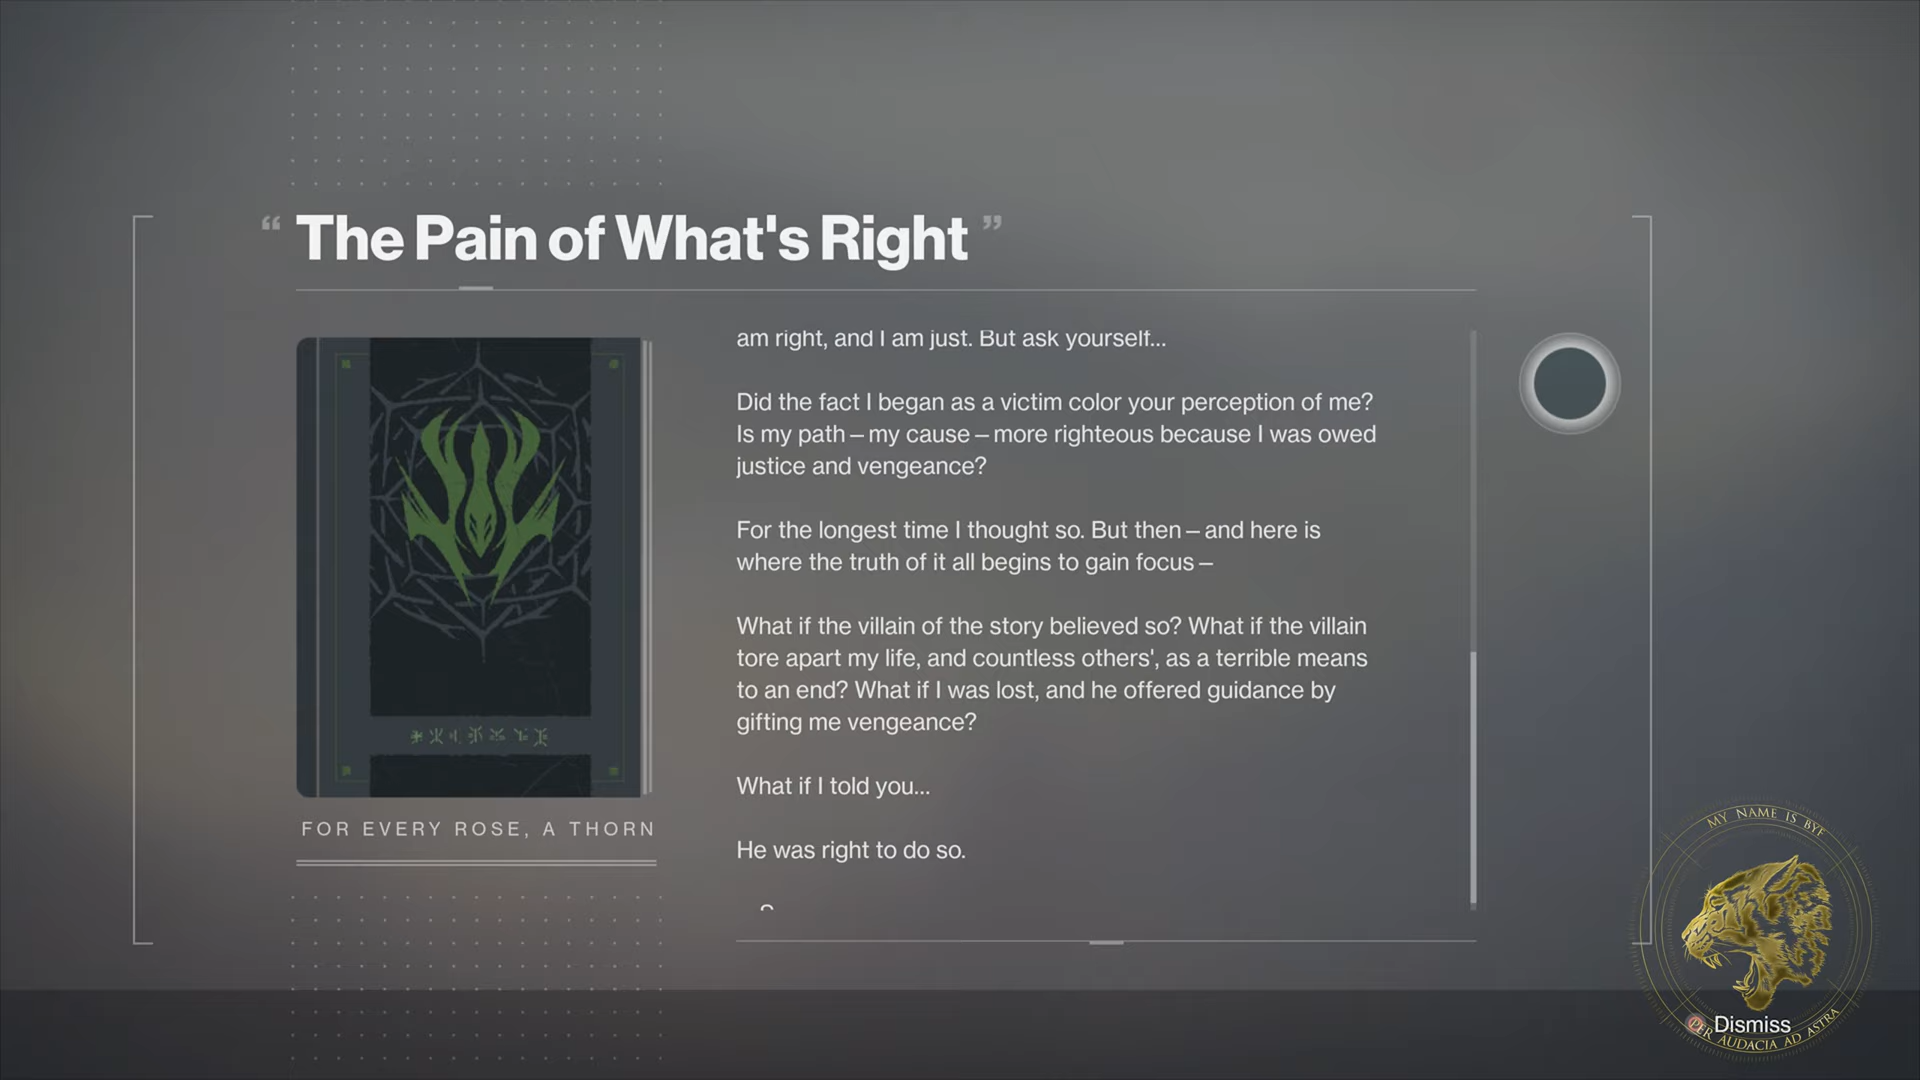 “ The Pain of What's Right ”
am right, and I am just. But ask yourself...
Did the fact I began as a victim color your perception of me?
Is my path – my cause – more righteous because I was owed
justice and vengeance?
For the longest time I thought so. But then – and here is
where the truth of it all begins to gain focus –
What if the villain of the story believed so? What if the villain
tore apart my life, and countless others', as a terrible means
to an end? What if I was lost, and he offered guidance by
gifting me vengeance?
What if I told you...
He was right to do so.
FOR EVERY ROSE, A THORN
MY NAME IS BYF
Dismiss
PER AUDACIA AD ASTRA